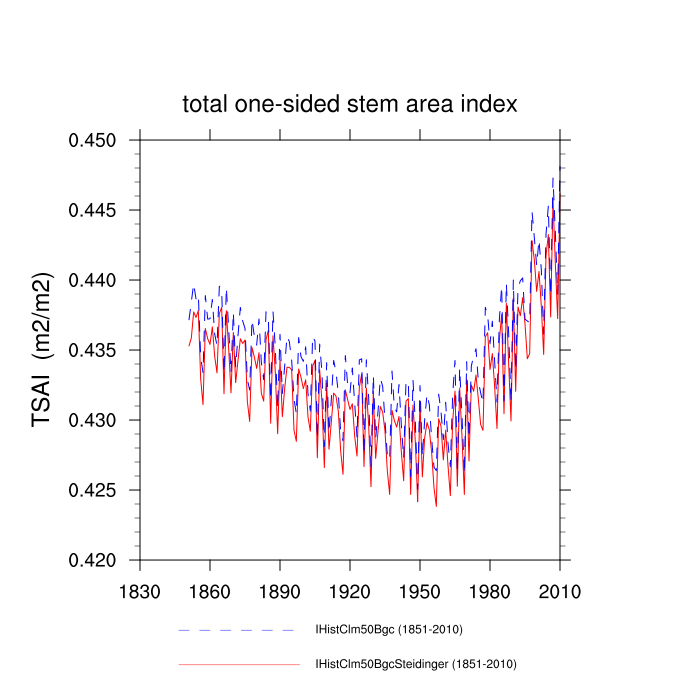 total one-sided stem area index
TSAI (m2/m2)
0.450
0.445
0.440
0.435
0.430
0.425
0.420
1830 1860 1890 1920 1950 1980 2010
IHistClm50Bgc (1851-2010)
IHistClm50BgcSteidinger (1851-2010)